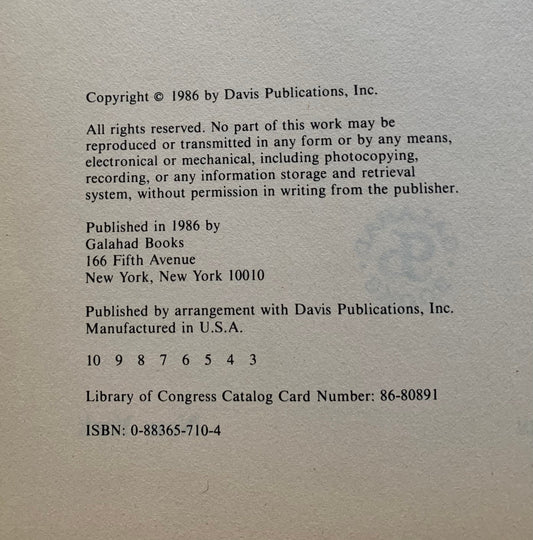 Copyright © 1986 by Davis Publications, Inc.
All rights reserved. No part of this work may be
reproduced or transmitted in any form or by any means,
electronical or mechanical, including photocopying,
recording, or any information storage and retrieval
system, without permission in writing from the publisher.
Published in 1986 by
Galahad Books
166 Fifth Avenue
New York, New York 10010
Published by arrangement with Davis Publications, Inc.
Manufactured in U.S.A.
10 9 8 7 6 5 4 3
Library of Congress Catalog Card Number: 86-80891
ISBN: 0-88365-710-4